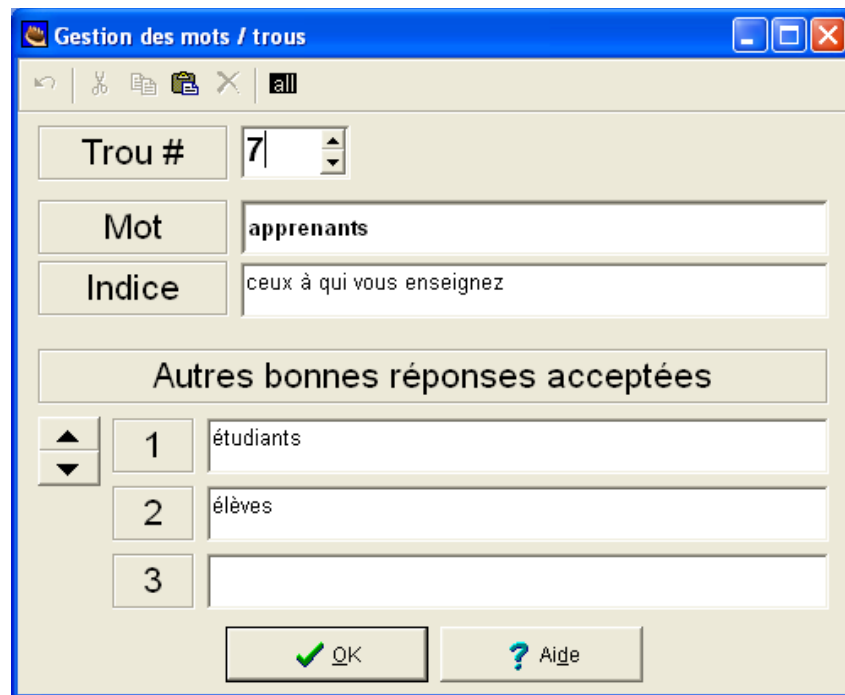 Gestion des mots / trous
all
Trou # 7
Mot apprenants
Indice ceux à qui vous enseignez
Autres bonnes réponses acceptées
1 étudiants
2 élèves
3
OK Aide